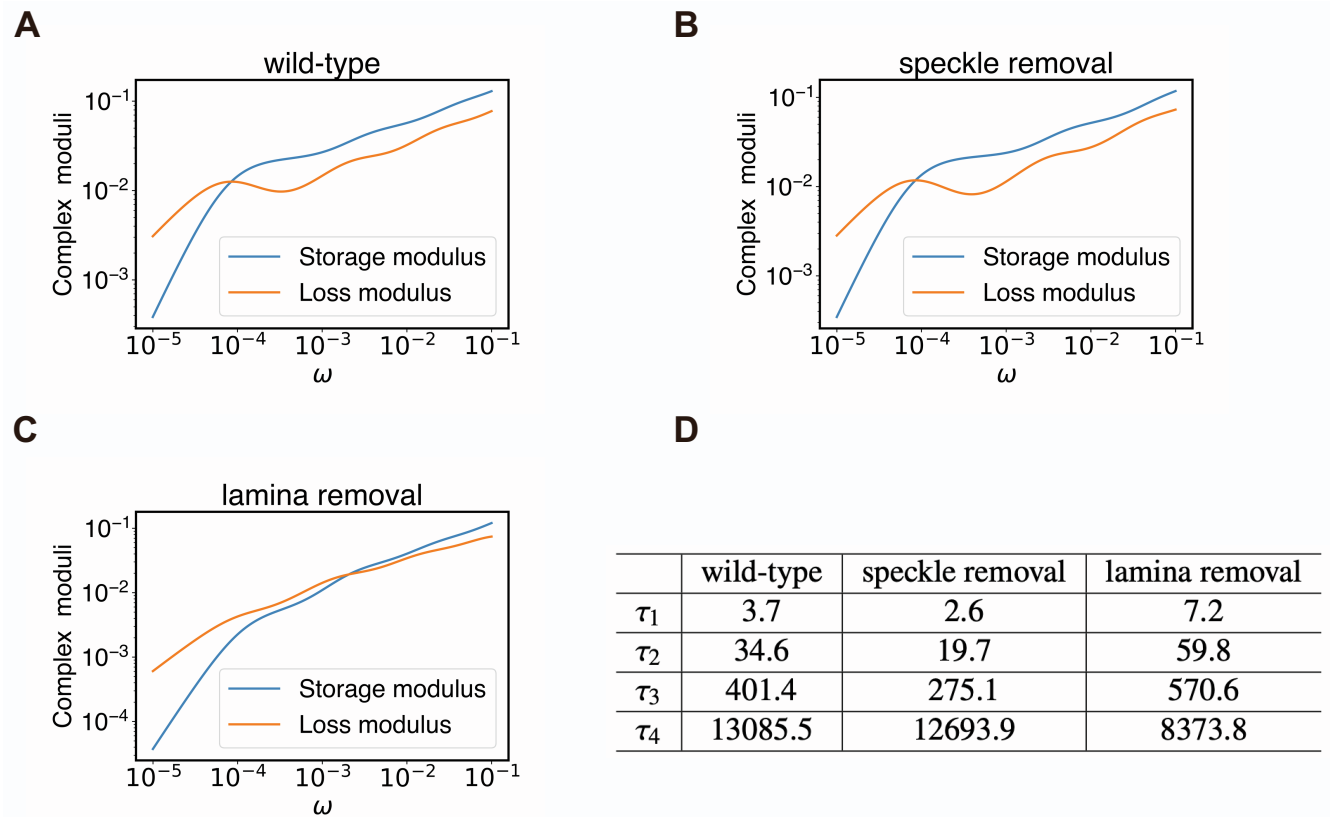 A
wild-type
Complex moduli
10⁻¹
10⁻²
10⁻³
Storage modulus
Loss modulus
10⁻⁵ 10⁻⁴ 10⁻³ 10⁻² 10⁻¹
ω
B
speckle removal
Complex moduli
10⁻¹
10⁻²
10⁻³
Storage modulus
Loss modulus
10⁻⁵ 10⁻⁴ 10⁻³ 10⁻² 10⁻¹
ω
C
lamina removal
Complex moduli
10⁻¹
10⁻²
10⁻³
10⁻⁴
Storage modulus
Loss modulus
10⁻⁵ 10⁻⁴ 10⁻³ 10⁻² 10⁻¹
ω
D
wild-type speckle removal lamina removal
τ₁ 3.7 2.6 7.2
τ₂ 34.6 19.7 59.8
τ₃ 401.4 275.1 570.6
τ₄ 13085.5 12693.9 8373.8